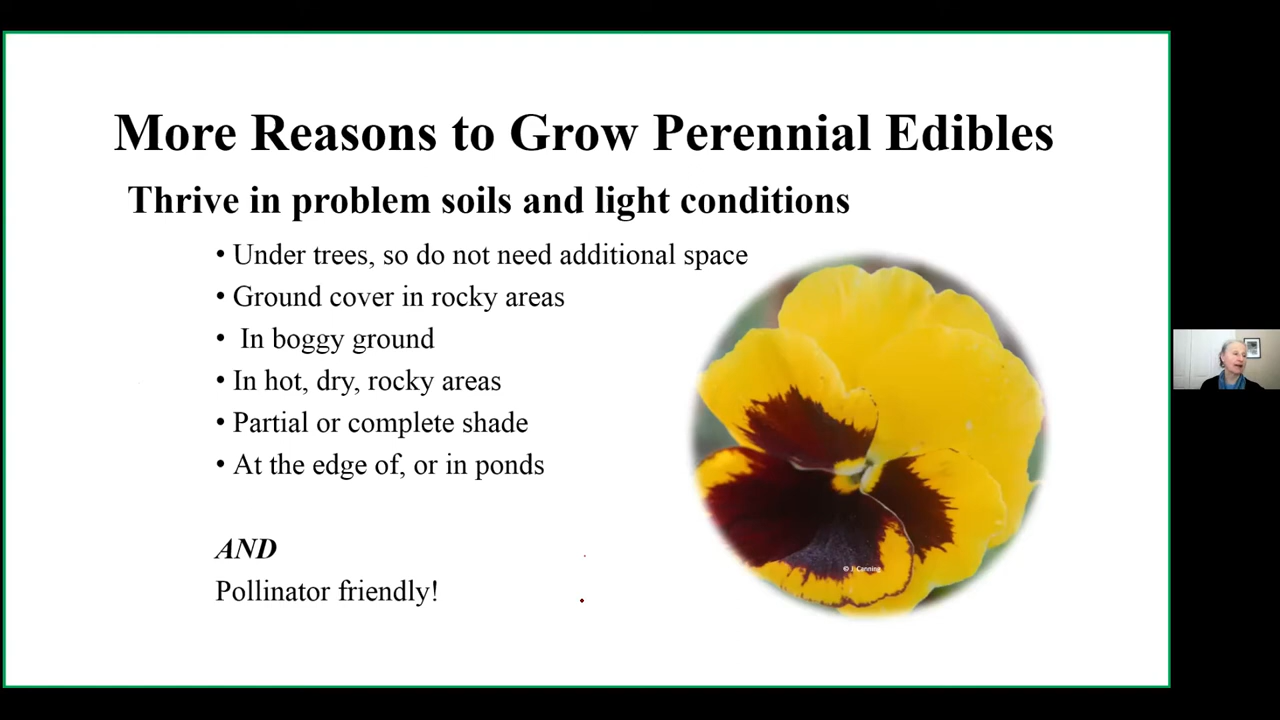 More Reasons to Grow Perennial Edibles
Thrive in problem soils and light conditions
• Under trees, so do not need additional space
• Ground cover in rocky areas
• In boggy ground
• In hot, dry, rocky areas
• Partial or complete shade
• At the edge of, or in ponds
AND
Pollinator friendly!
© J Canning